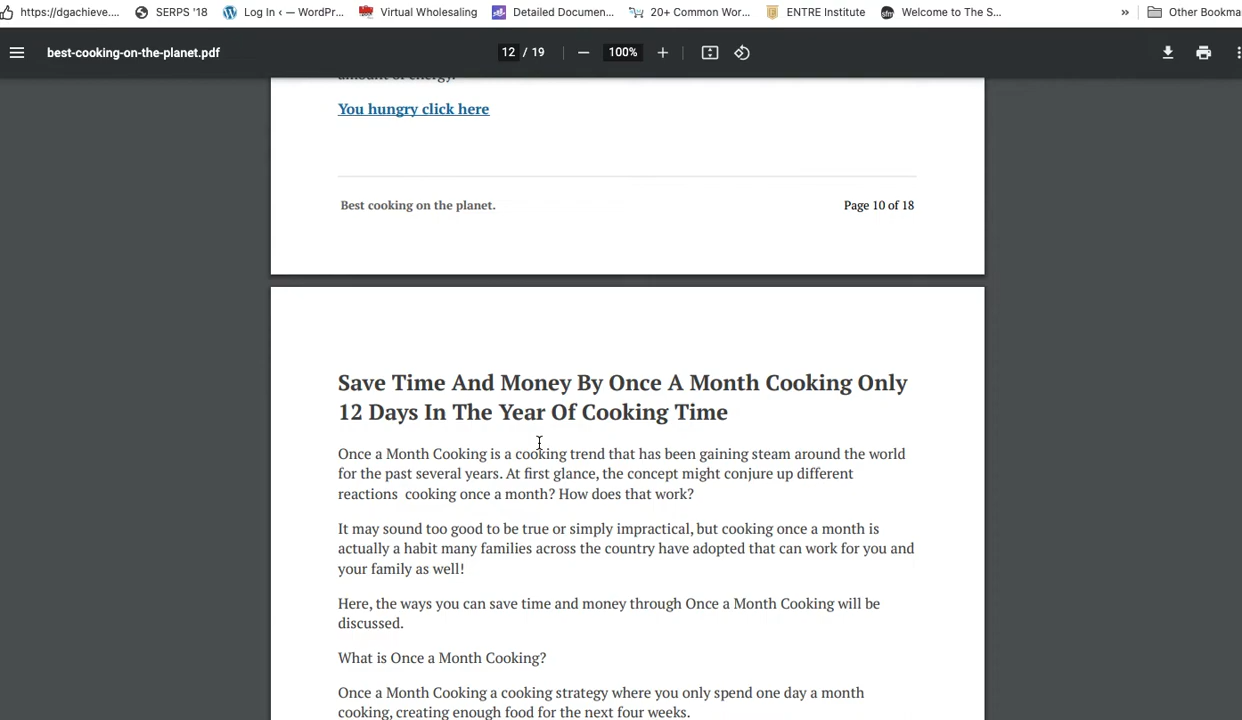 https://dgachieve....
SERPS '18
Log In ‹ — WordPr...
Virtual Wholesaling
Detailed Documen...
20+ Common Wor...
ENTRE Institute
Welcome to The S...
»
Other Bookma
best-cooking-on-the-planet.pdf
12 / 19
100%
amount of energy.
You hungry click here
Best cooking on the planet.
Page 10 of 18
Save Time And Money By Once A Month Cooking Only
12 Days In The Year Of Cooking Time
Once a Month Cooking is a cooking trend that has been gaining steam around the world
for the past several years. At first glance, the concept might conjure up different
reactions  cooking once a month? How does that work?
It may sound too good to be true or simply impractical, but cooking once a month is
actually a habit many families across the country have adopted that can work for you and
your family as well!
Here, the ways you can save time and money through Once a Month Cooking will be
discussed.
What is Once a Month Cooking?
Once a Month Cooking a cooking strategy where you only spend one day a month
cooking, creating enough food for the next four weeks.